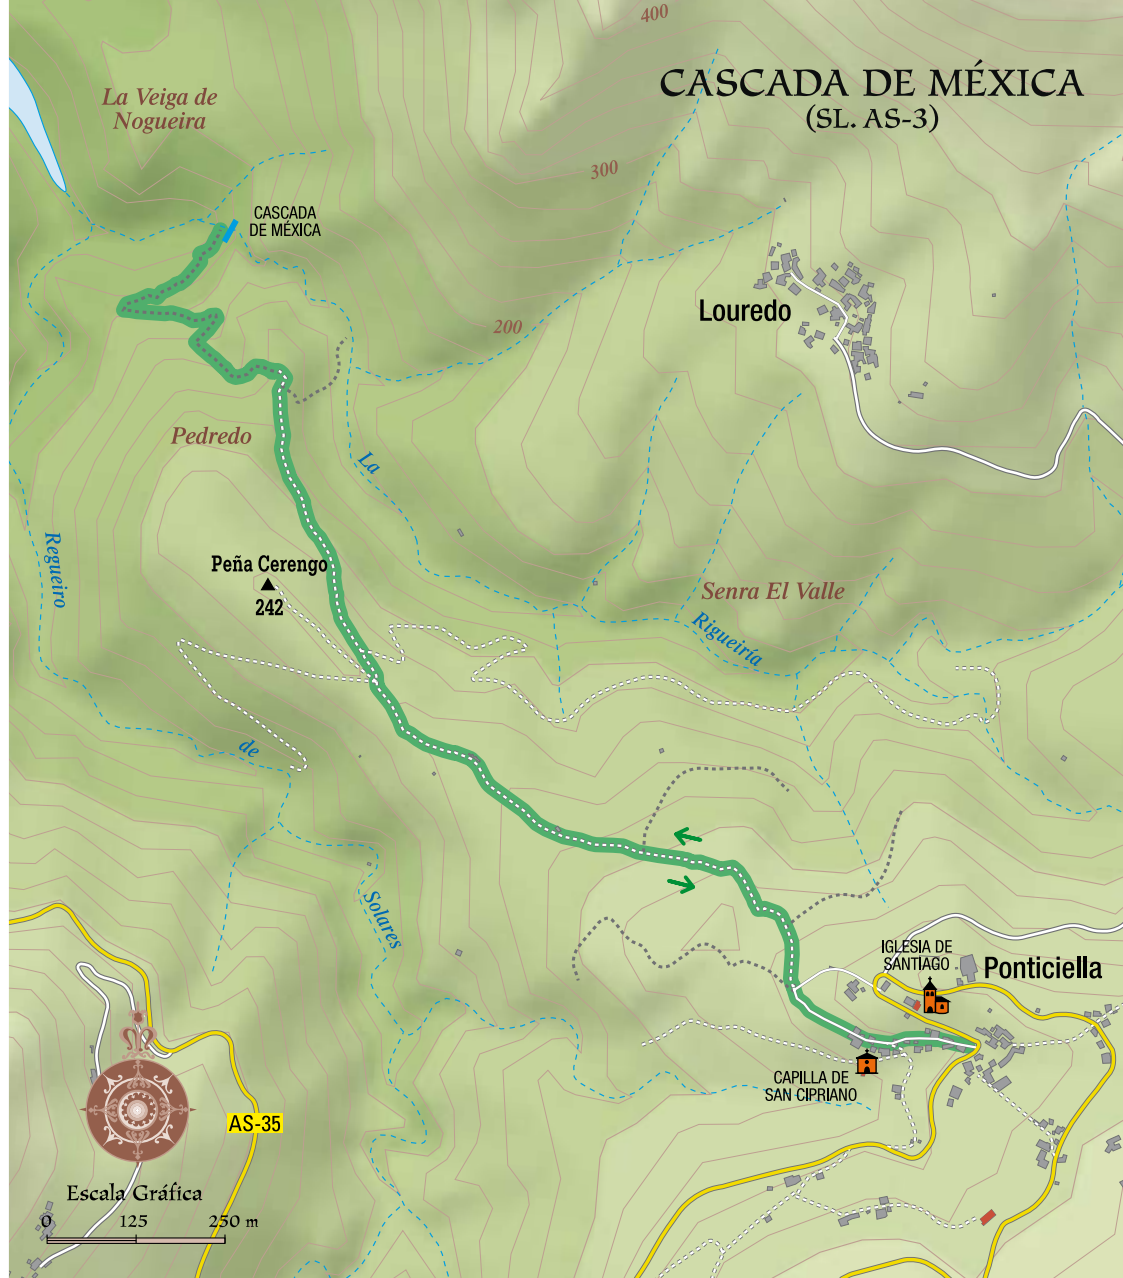 400
CASCADA DE MÉXICA
(SL. AS-3)
La Veiga de
Nogueira
300
CASCADA
DE MÉXICA
Louredo
200
Pedredo
La
Regueiro
Peña Cerengo
242
Senra El Valle
Rigueiría
de
Solares
IGLESIA DE
SANTIAGO
Ponticiella
CAPILLA DE
SAN CIPRIANO
AS-35
Escala Gráfica
0 125 250 m